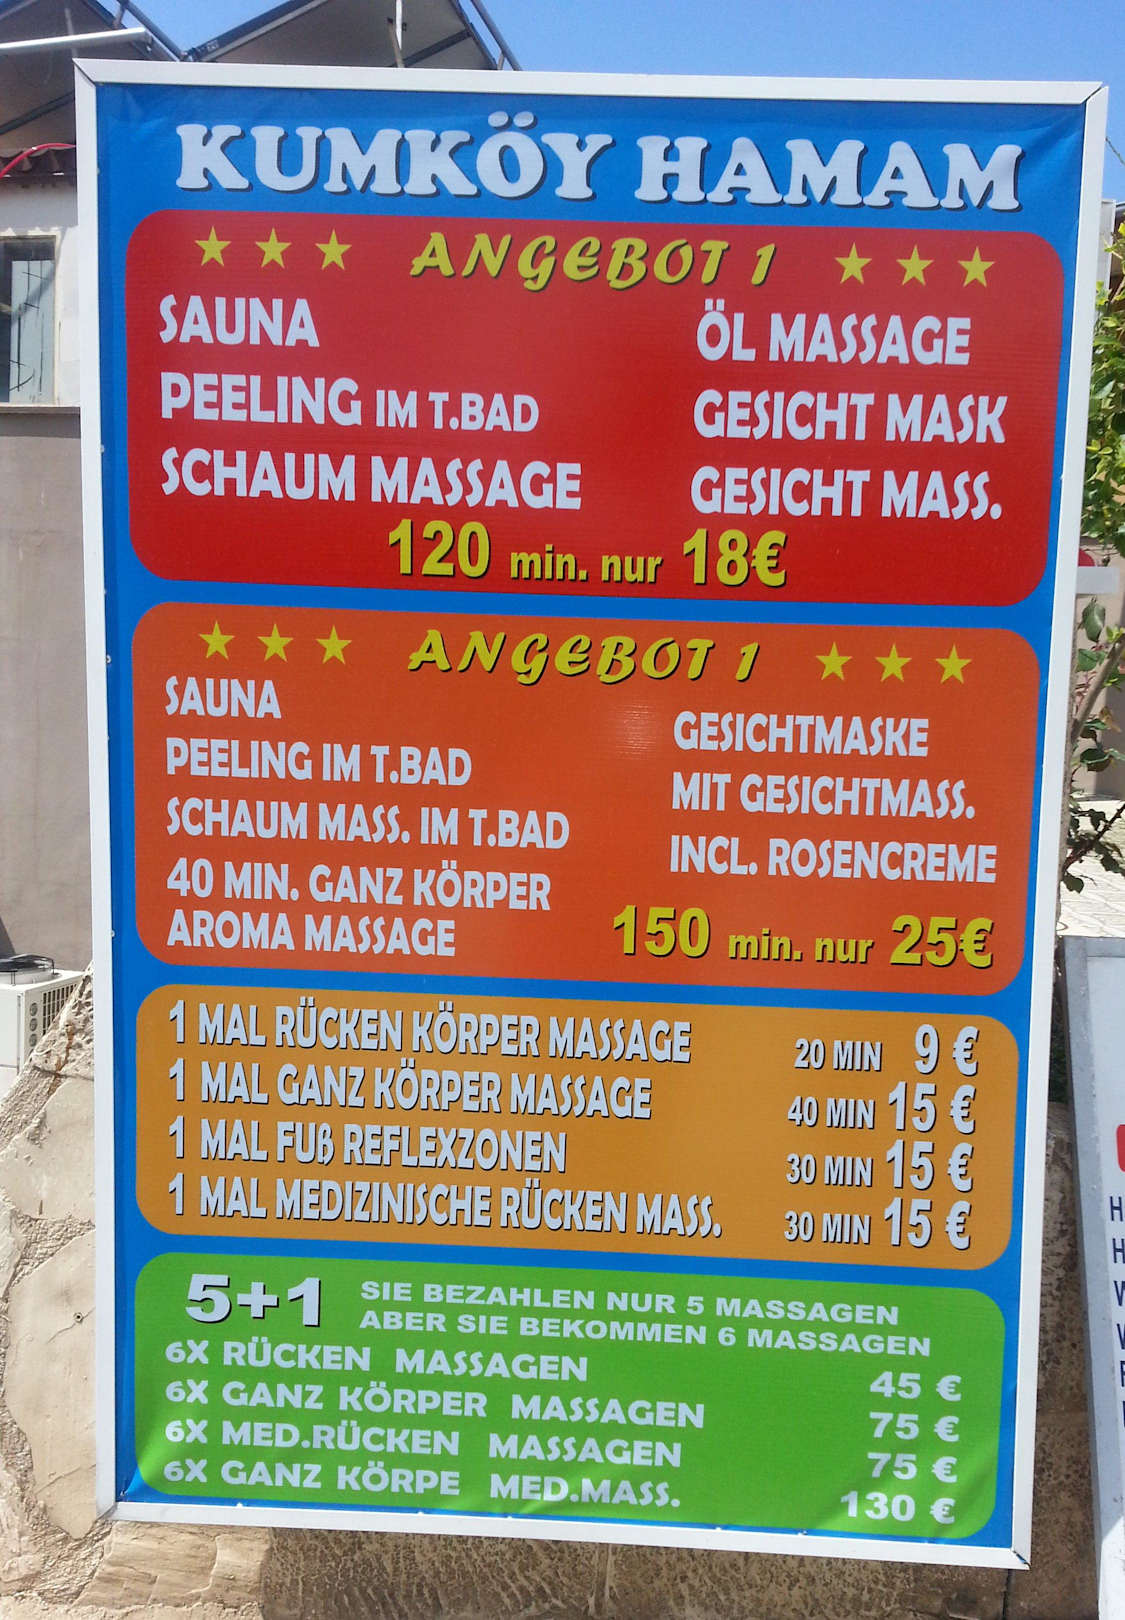 KUMKÖY HAMAM
ANGEBOT 1
SAUNA
PEELING IM T.BAD
SCHAUM MASSAGE
ÖL MASSAGE
GESICHT MASK
GESICHT MASS.
120 min. nur 18€
ANGEBOT 1
SAUNA
PEELING IM T.BAD
SCHAUM MASS. IM T.BAD
40 MIN. GANZ KÖRPER
AROMA MASSAGE
GESICHTMASKE
MIT GESICHTMASS.
INCL. ROSENCREME
150 min. nur 25€
1 MAL RÜCKEN KÖRPER MASSAGE 20 MIN 9 €
1 MAL GANZ KÖRPER MASSAGE 40 MIN 15 €
1 MAL FUß REFLEXZONEN 30 MIN 15 €
1 MAL MEDIZINISCHE RÜCKEN MASS. 30 MIN 15 €
5+1
SIE BEZAHLEN NUR 5 MASSAGEN
ABER SIE BEKOMMEN 6 MASSAGEN
6X RÜCKEN MASSAGEN 45 €
6X GANZ KÖRPER MASSAGEN 75 €
6X MED.RÜCKEN MASSAGEN 75 €
6X GANZ KÖRPE MED.MASS. 130 €